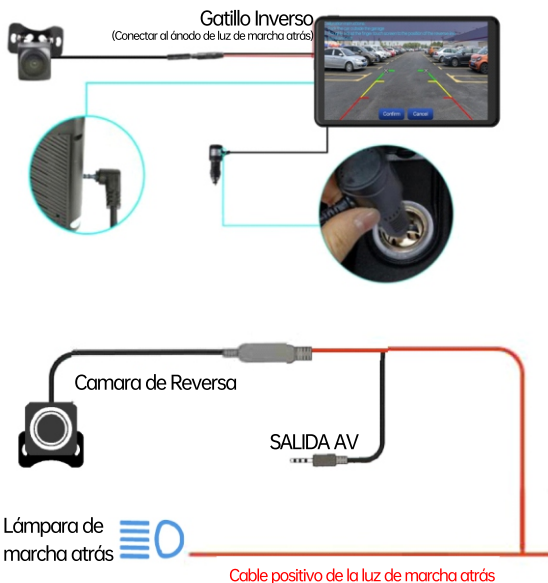 Gatillo Inverso
(Conectar al ánodo de luz de marcha atrás)
Confirm Cancel
Camara de Reversa
SALIDA AV
Lámpara de
marcha atrás
Cable positivo de la luz de marcha atrás